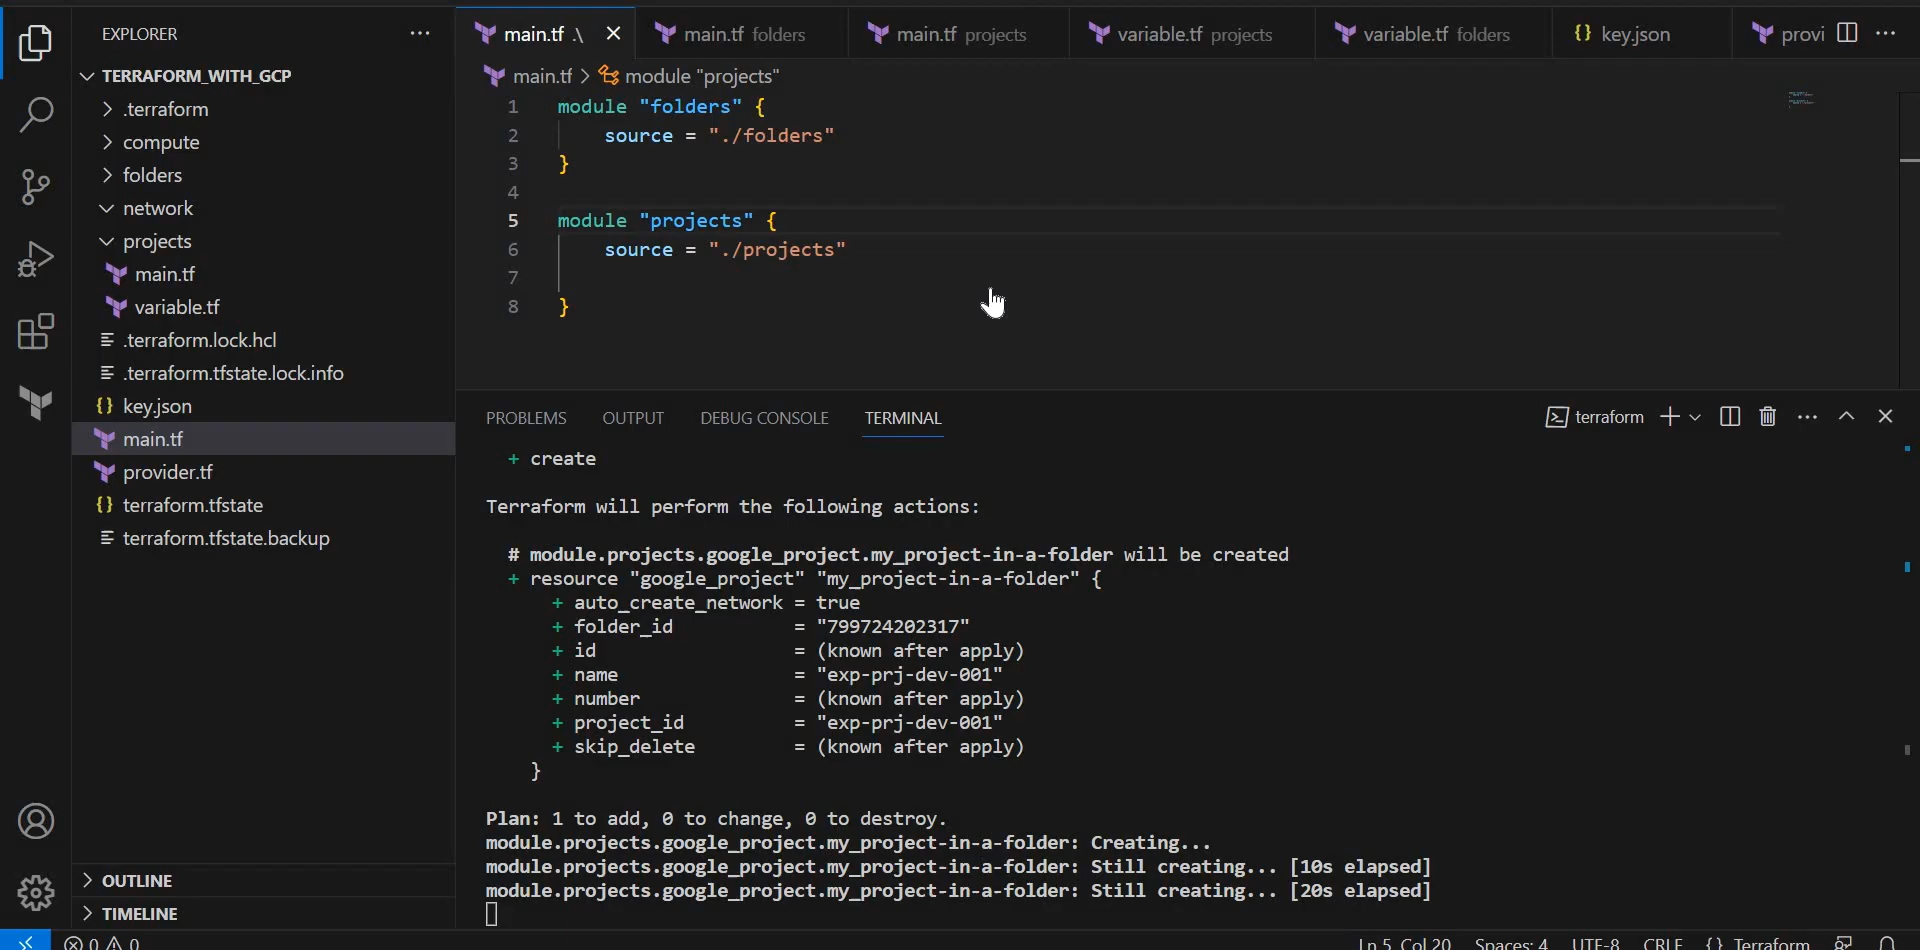 EXPLORER
TERRAFORM_WITH_GCP
.terraform
compute
folders
network
projects
main.tf
variable.tf
.terraform.lock.hcl
.terraform.tfstate.lock.info
key.json
main.tf
provider.tf
terraform.tfstate
terraform.tfstate.backup
OUTLINE
TIMELINE
main.tf .\ main.tf folders main.tf projects variable.tf projects variable.tf folders {} key.json provi
main.tf > module "projects"
1 module "folders" {
2 source = "./folders"
3 }
4
5 module "projects" {
6 source = "./projects"
7
8 }
PROBLEMS OUTPUT DEBUG CONSOLE TERMINAL terraform
+ create
Terraform will perform the following actions:
# module.projects.google_project.my_project-in-a-folder will be created
+ resource "google_project" "my_project-in-a-folder" {
+ auto_create_network = true
+ folder_id = "799724202317"
+ id = (known after apply)
+ name = "exp-prj-dev-001"
+ number = (known after apply)
+ project_id = "exp-prj-dev-001"
+ skip_delete = (known after apply)
}
Plan: 1 to add, 0 to change, 0 to destroy.
module.projects.google_project.my_project-in-a-folder: Creating...
module.projects.google_project.my_project-in-a-folder: Still creating... [10s elapsed]
module.projects.google_project.my_project-in-a-folder: Still creating... [20s elapsed]
0 0 Ln 5, Col 20 Spaces: 4 UTF-8 CRLF {} Terraform